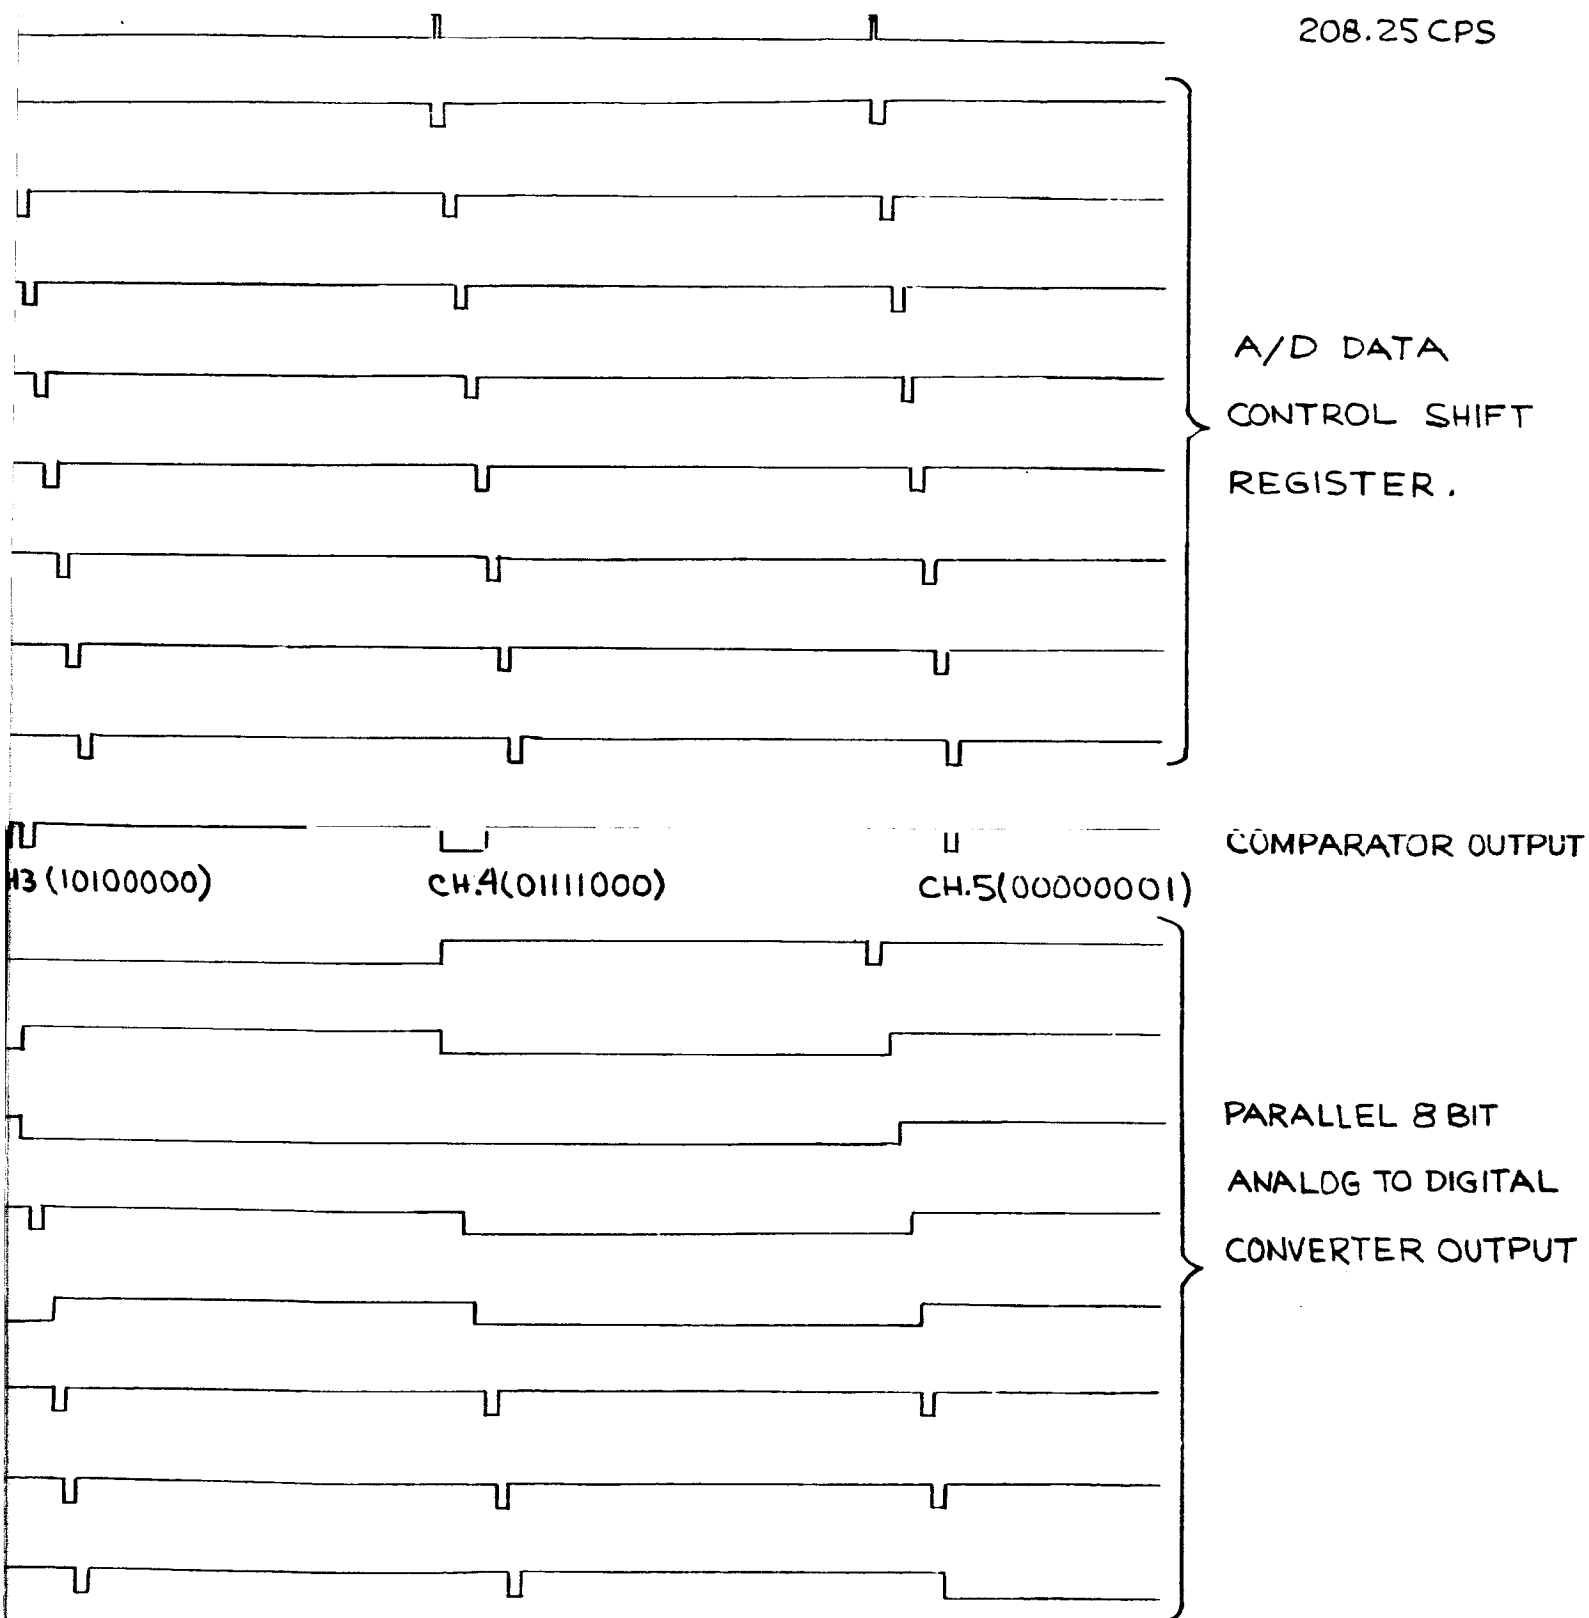 208.25 CPS
A/D DATA
CONTROL SHIFT
REGISTER.
COMPARATOR OUTPUT
H3 (10100000)
CH.4(01111000)
CH.5(00000001)
PARALLEL 8 BIT
ANALOG TO DIGITAL
CONVERTER OUTPUT